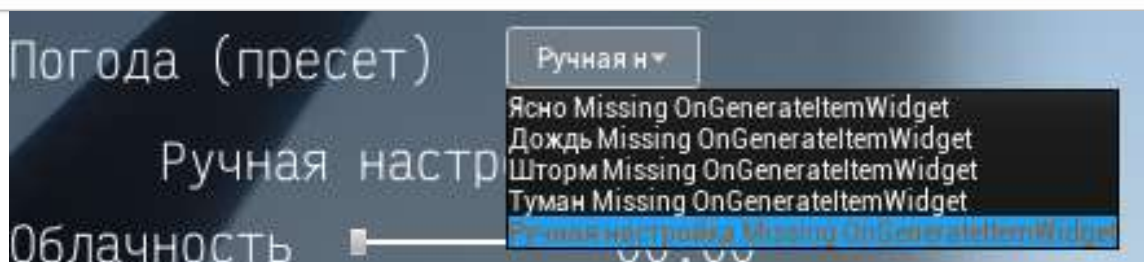 Погода (пресет)
Ручная н
Ясно Missing OnGenerateItemWidget
Дождь Missing OnGenerateItemWidget
Ручная настр
Шторм Missing OnGenerateItemWidget
Туман Missing OnGenerateItemWidget
Ручная настройка Missing OnGenerateItemWidget
Облачность